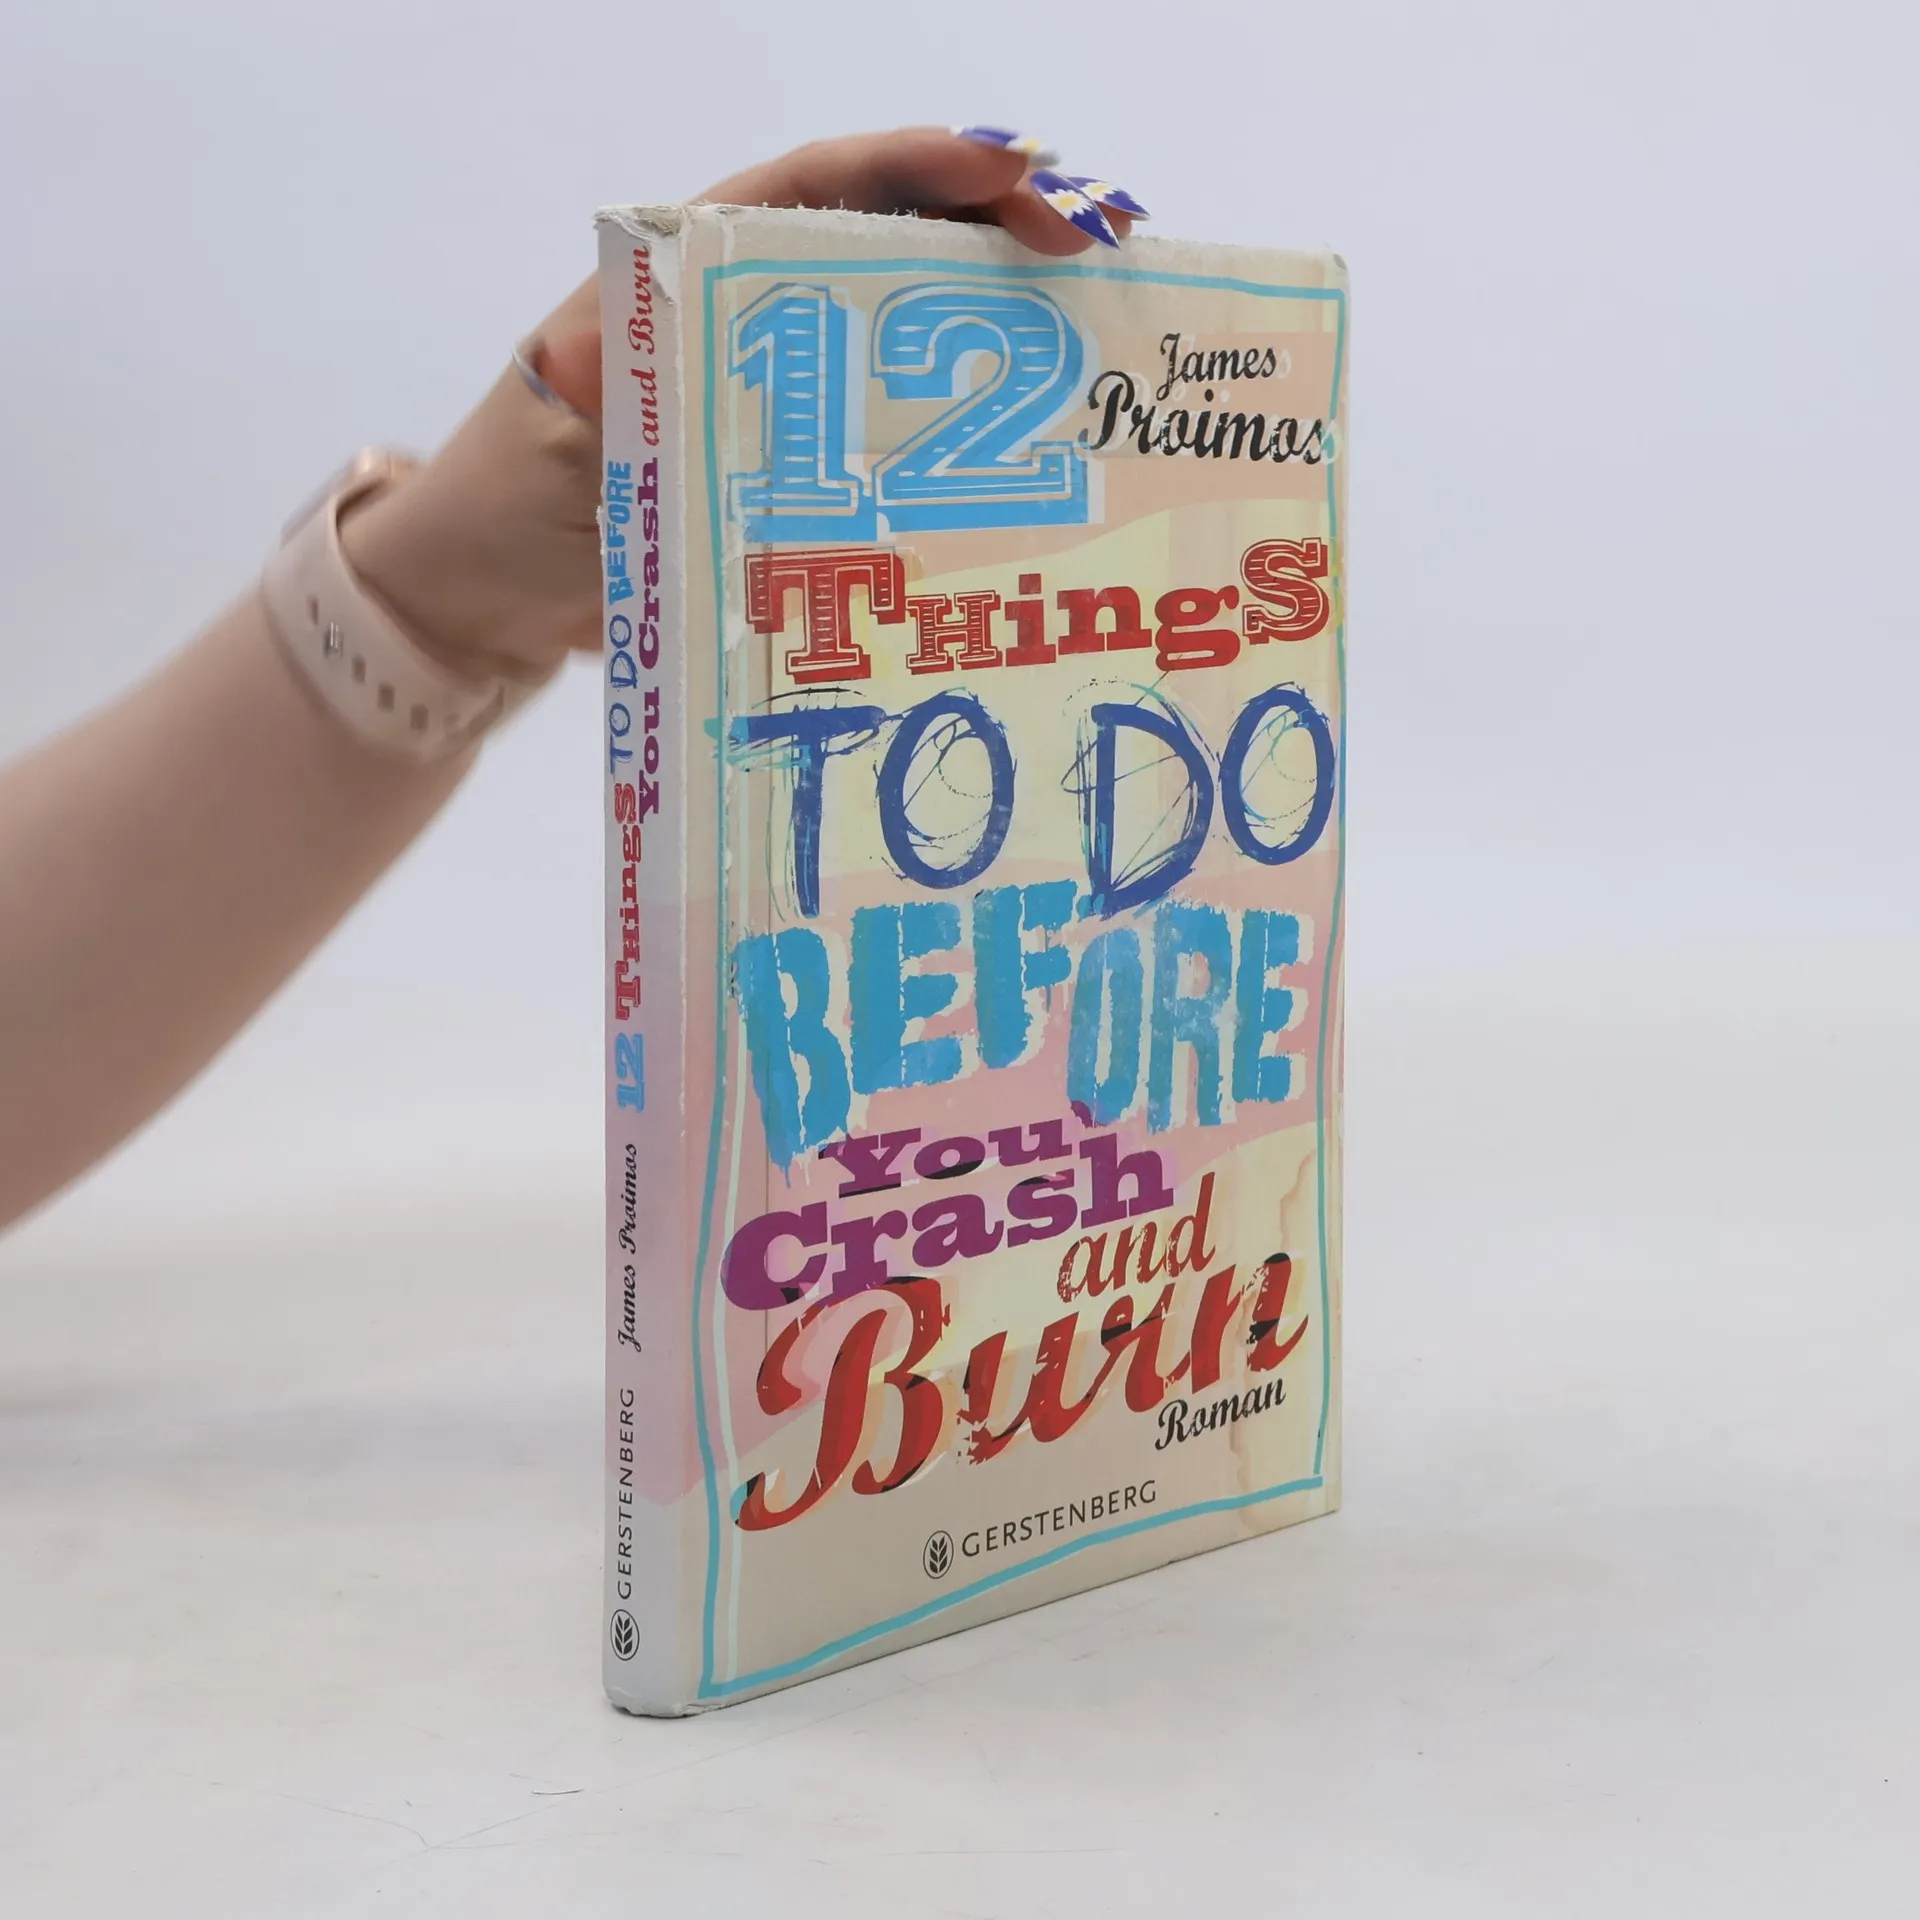 12
James
Proimos
THingS
TO DO
BEFORE
You
Crash
and
Burn
Roman
GERSTENBERG
12 THingS TO DO BEFORE
You Crash and Burn
James Proimos
GERSTENBERG